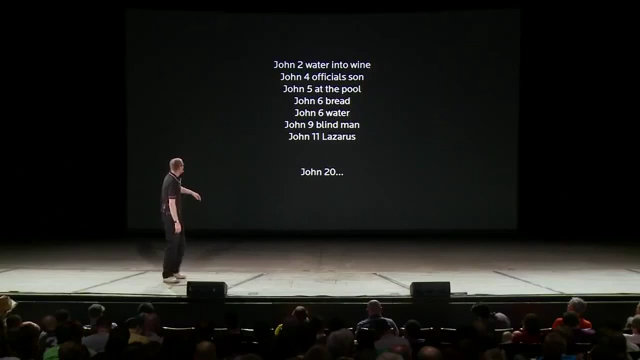 John 2 water into wine
John 4 officials son
John 5 at the pool
John 6 bread
John 6 water
John 9 blind man
John 11 Lazarus
John 20...